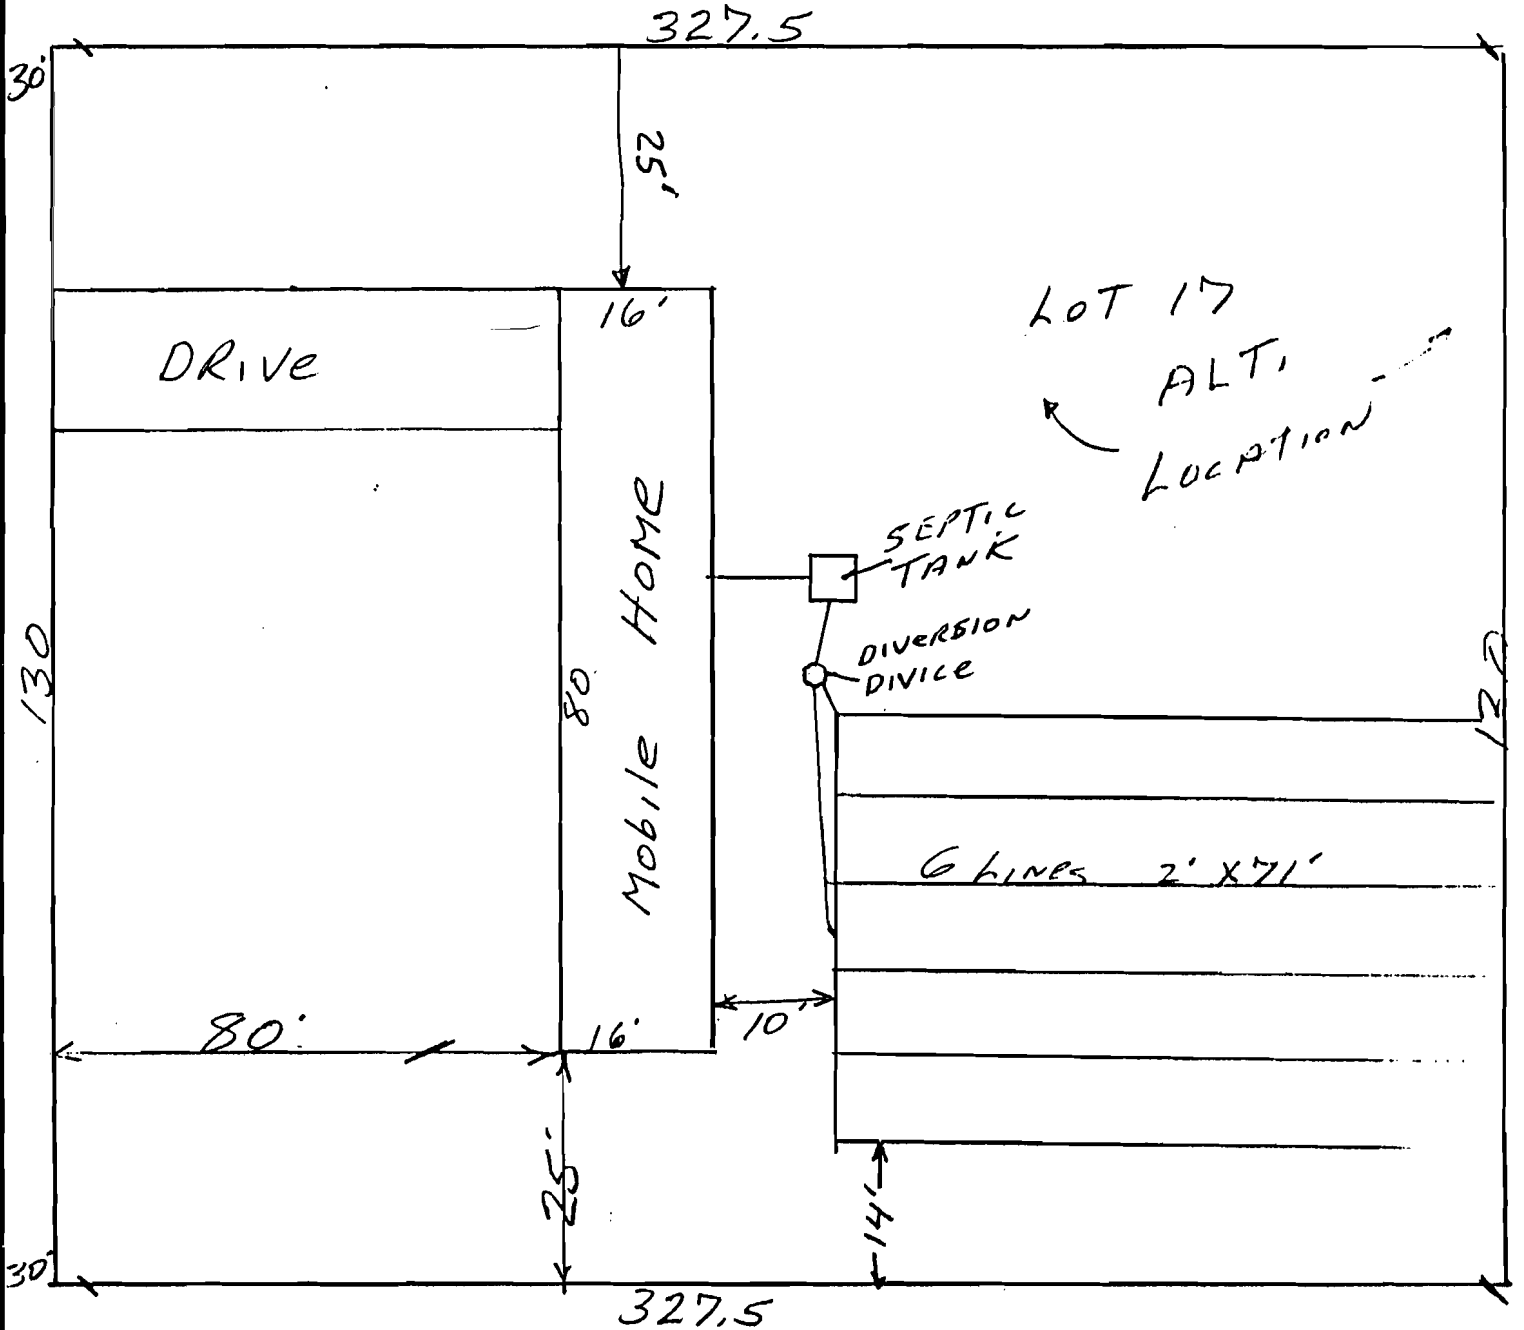 327.5
30'
25'
16'
DRIVE
LOT 17
ALT.
LOCATION
SEPTIC
TANK
DIVERSION
DIVICE
Mobile HOME
80
130
6 LINES 2' X 71'
80'
16'
10'
25'
14'
30'
327.5